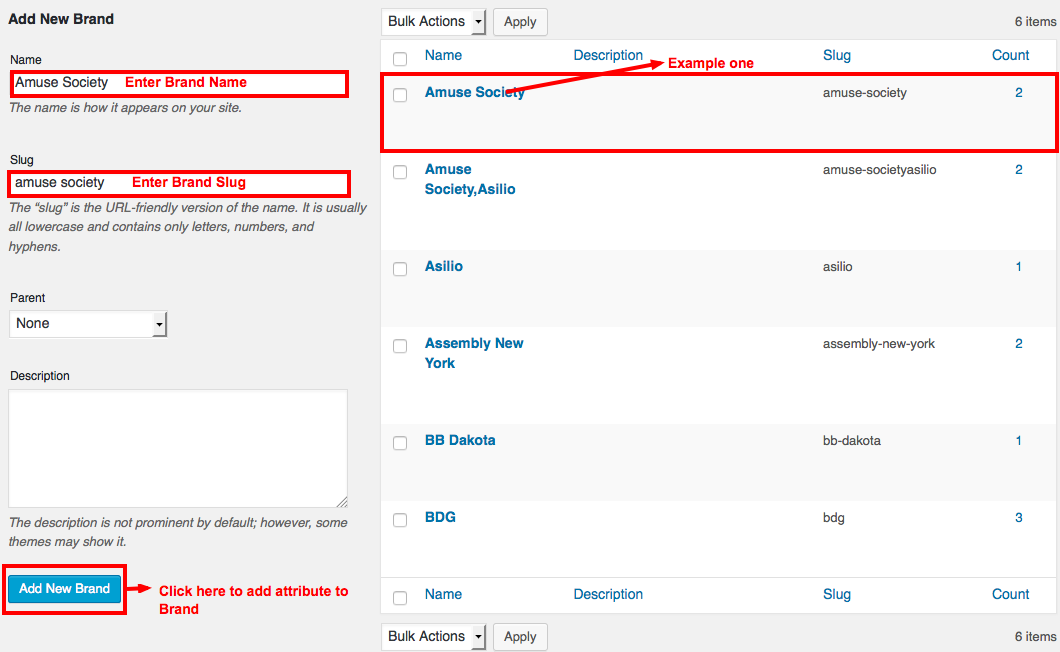 Add New Brand
Name
Amuse Society Enter Brand Name
The name is how it appears on your site.
Slug
amuse society Enter Brand Slug
The “slug” is the URL-friendly version of the name. It is usually
all lowercase and contains only letters, numbers, and
hyphens.
Parent
None
Description
The description is not prominent by default; however, some
themes may show it.
Add New Brand
Click here to add attribute to
Brand
Bulk Actions Apply 6 items
Name Description Slug Count
Example one
Amuse Society amuse-society 2
Amuse amuse-societyasilio 2
Society,Asilio
Asilio asilio 1
Assembly New assembly-new-york 2
York
BB Dakota bb-dakota 1
BDG bdg 3
Name Description Slug Count
Bulk Actions Apply 6 items